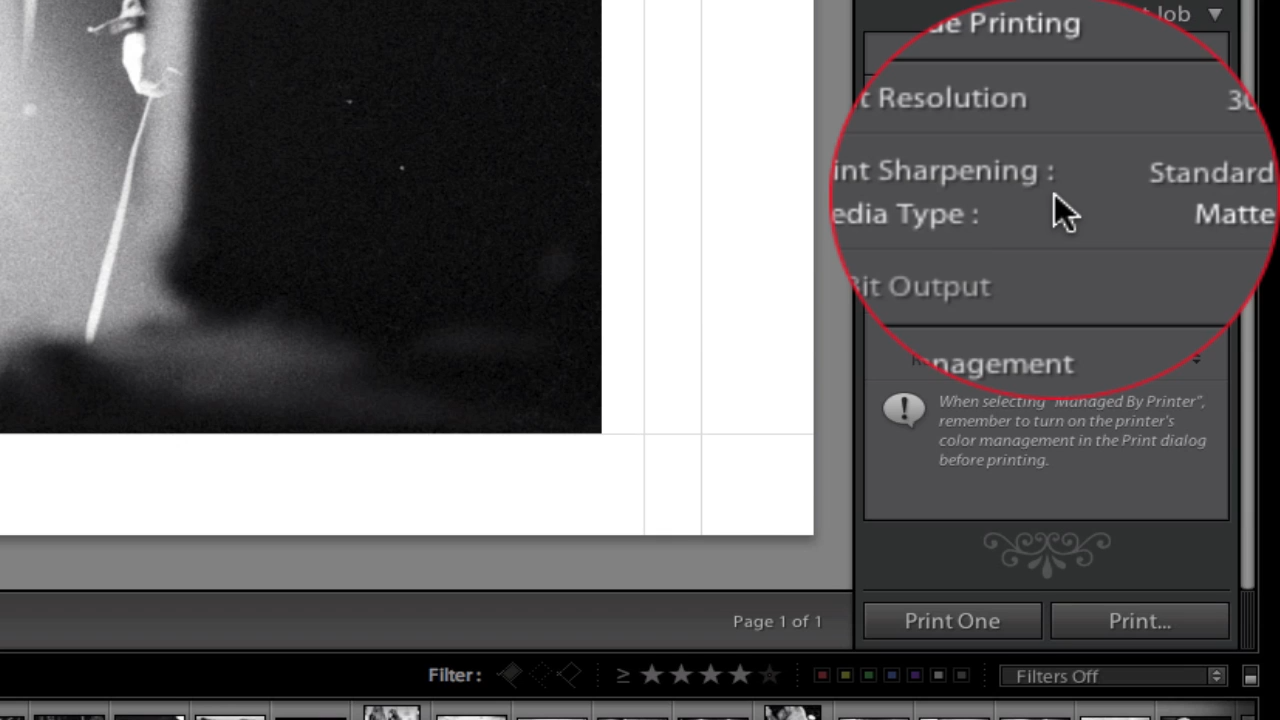 t Job
de Printing
t Resolution 30
int Sharpening : Standard
edia Type : Matte
Bit Output
nagement
When selecting "Managed By Printer",
remember to turn on the printer's
color management in the Print dialog
before printing.
Page 1 of 1
Print One
Print...
Filter :
≥
Filters Off